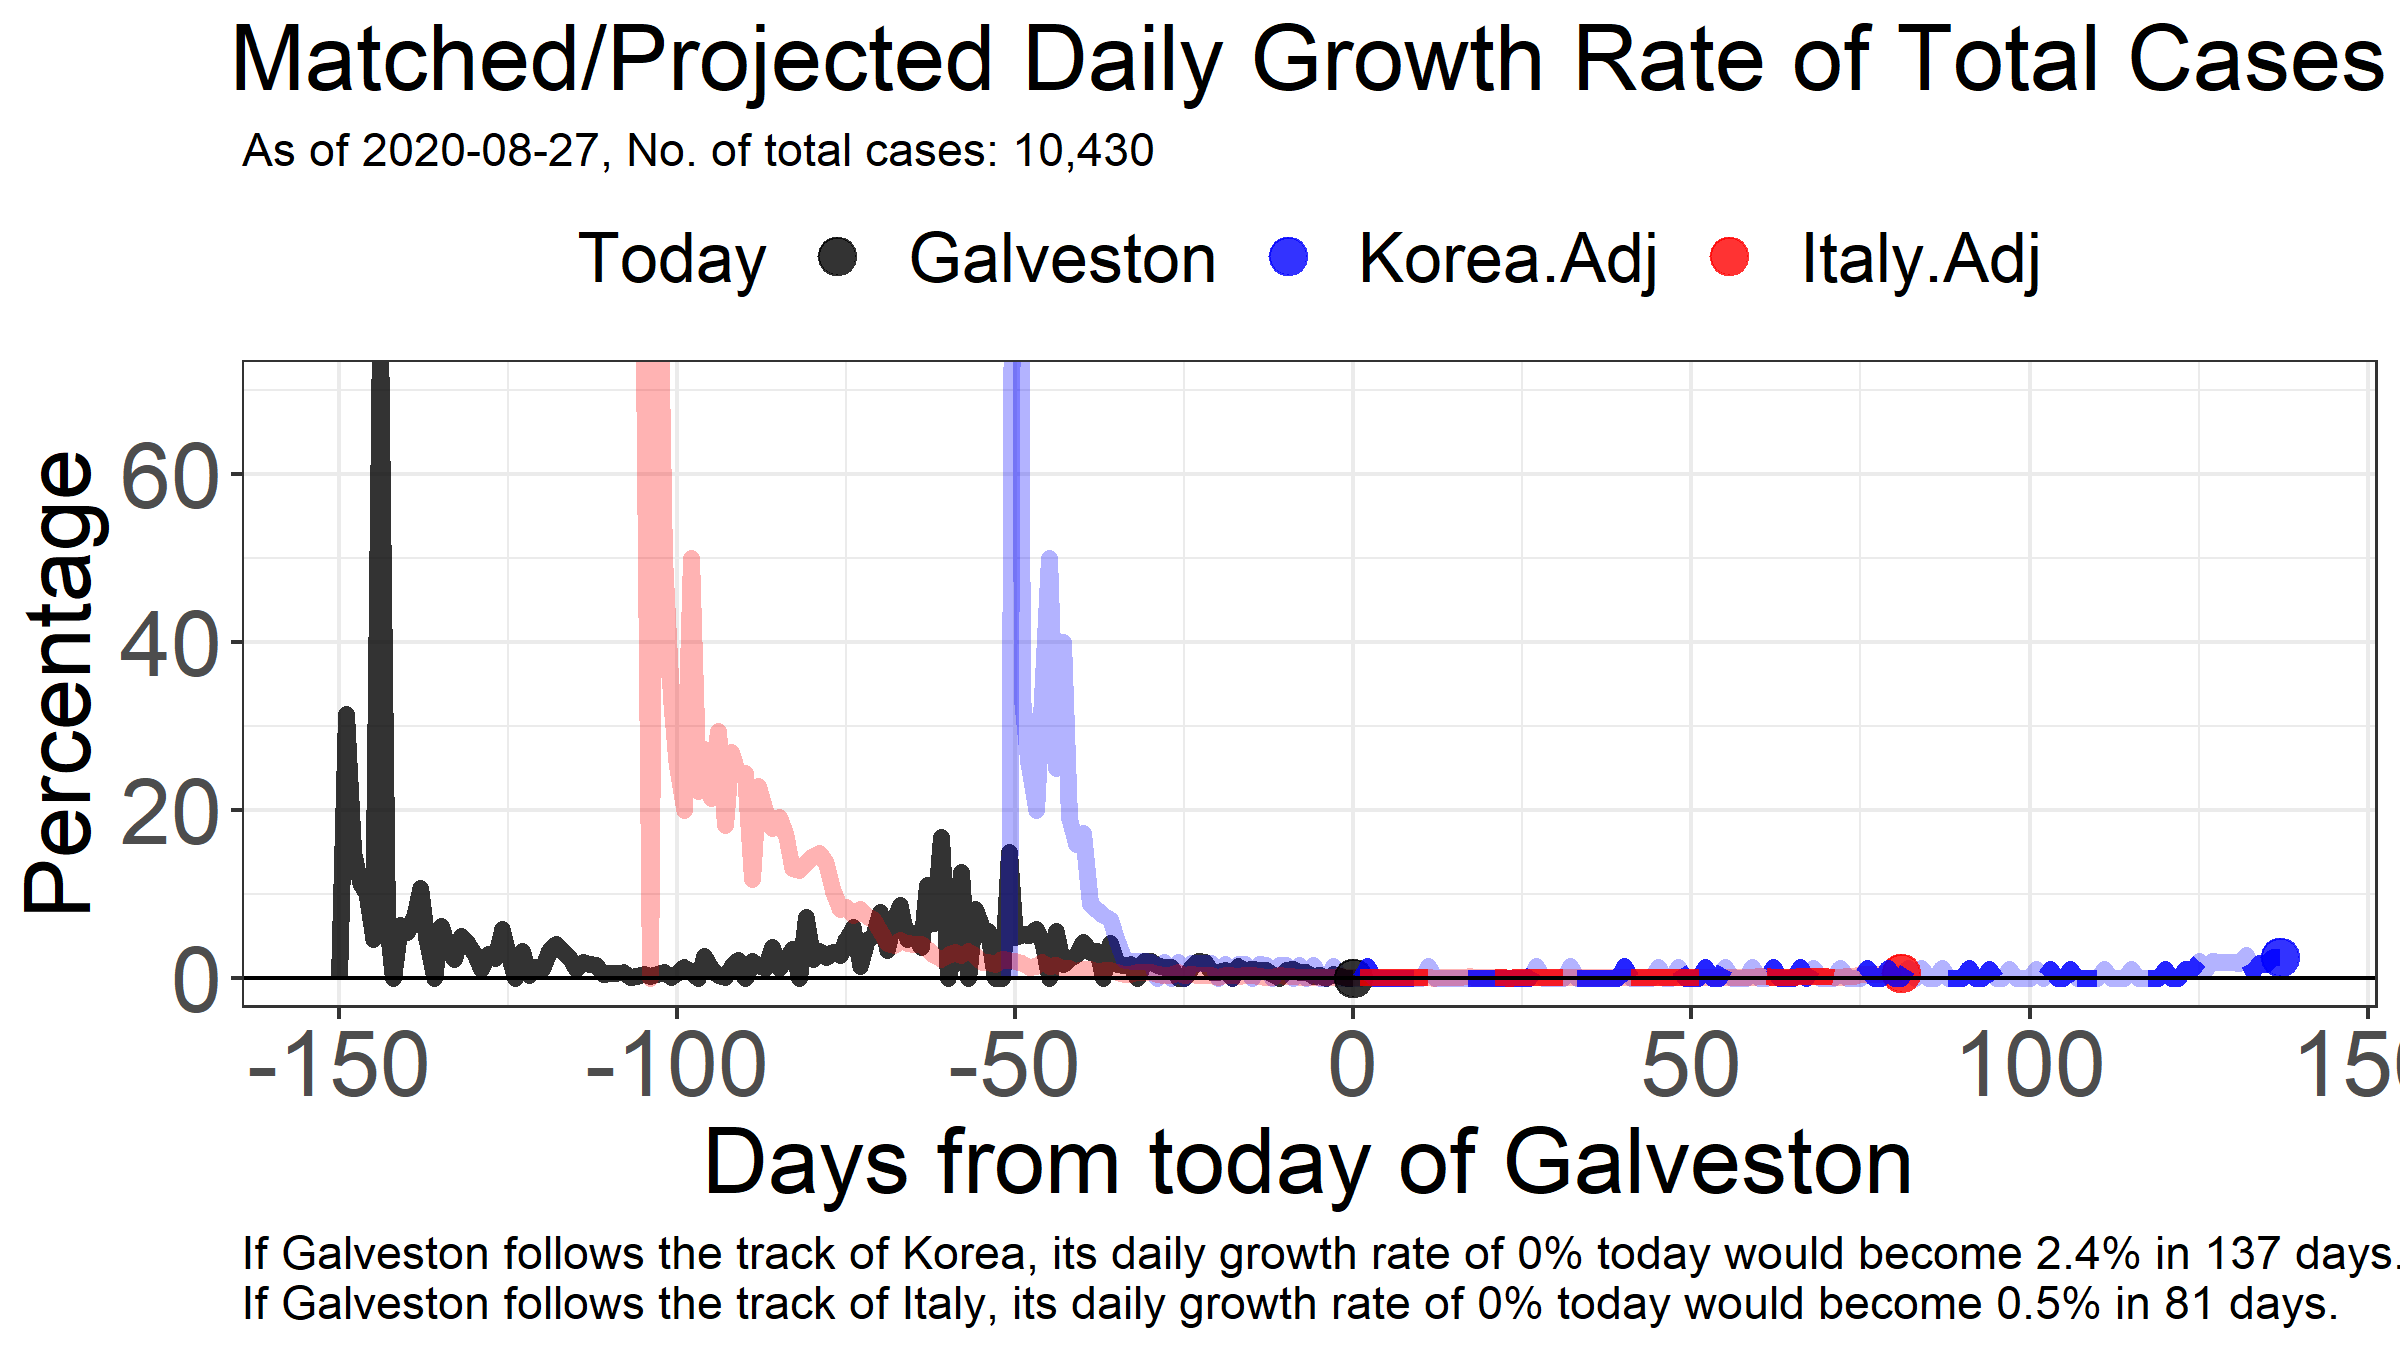 Matched/Projected Daily Growth Rate of Total Cases
As of 2020-08-27, No. of total cases: 10,430
Today Galveston Korea.Adj Italy.Adj
Percentage
60
40
20
0
-150 -100 -50 0 50 100 150
Days from today of Galveston
If Galveston follows the track of Korea, its daily growth rate of 0% today would become 2.4% in 137 days.
If Galveston follows the track of Italy, its daily growth rate of 0% today would become 0.5% in 81 days.